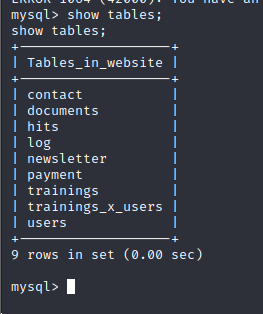 ERROR 1064 (42000): You have an
mysql> show tables;
show tables;
+--------------------+
| Tables_in_website |
+--------------------+
| contact |
| documents |
| hits |
| log |
| newsletter |
| payment |
| trainings |
| trainings_x_users |
| users |
+--------------------+
9 rows in set (0.00 sec)
mysql>